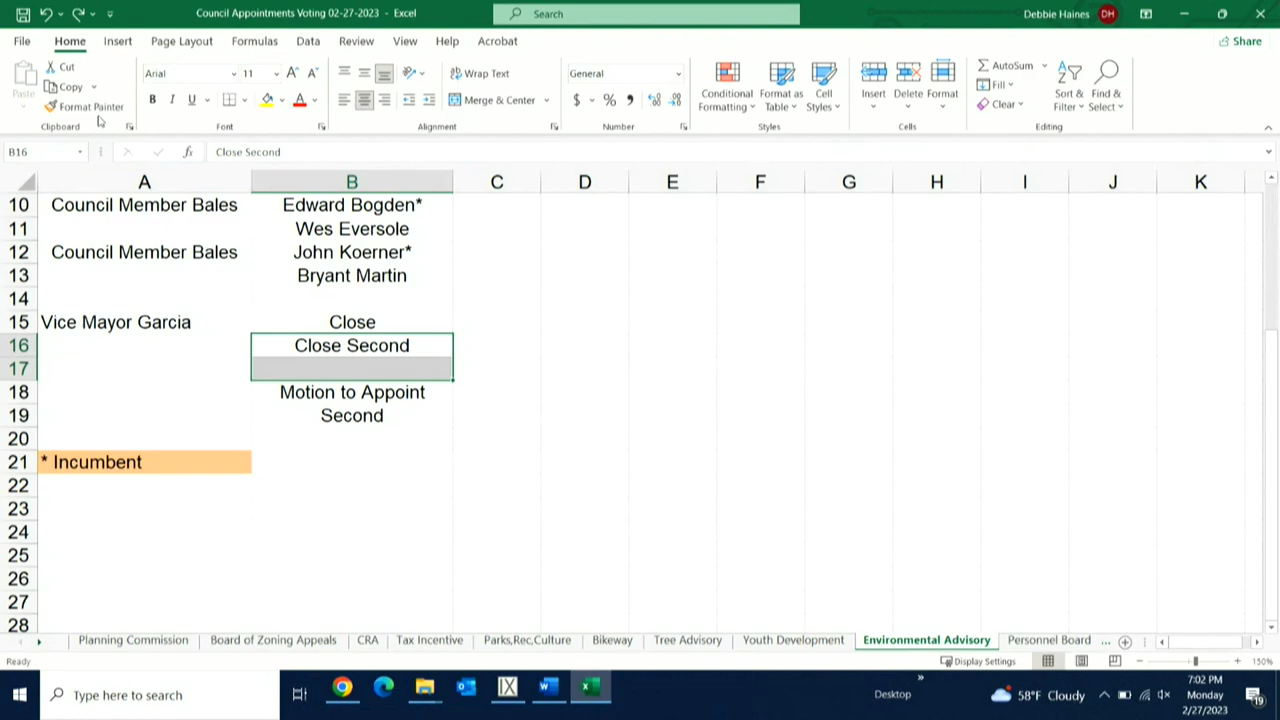 Council Appointments Voting 02-27-2023 - Excel
Search
Debbie Haines DH
File Home Insert Page Layout Formulas Data Review View Help Acrobat Share
Paste
Cut
Copy
Format Painter
Clipboard
Arial 11
B I U
Font
Wrap Text
Merge & Center
Alignment
General
$ % ,
Number
Conditional Formatting
Format as Table
Cell Styles
Styles
Insert Delete Format
Cells
AutoSum
Fill
Clear
Sort & Filter
Find & Select
Editing
B16 fx Close Second
A B C D E F G H I J K
10 Council Member Bales Edward Bogden*
11 Wes Eversole
12 Council Member Bales John Koerner*
13 Bryant Martin
14
15 Vice Mayor Garcia Close
16 Close Second
17
18 Motion to Appoint
19 Second
20
21 * Incumbent
22
23
24
25
26
27
28
Planning Commission Board of Zoning Appeals CRA Tax Incentive Parks,Rec,Culture Bikeway Tree Advisory Youth Development Environmental Advisory Personnel Board ...
Ready Display Settings 150%
Type here to search
Desktop
58°F Cloudy
7:02 PM
Monday
2/27/2023
19